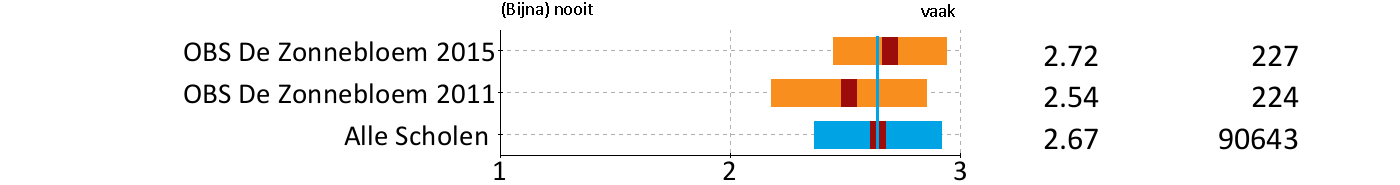 (Bijna) nooit vaak
OBS De Zonnebloem 2015 2.72 227
OBS De Zonnebloem 2011 2.54 224
Alle Scholen 2.67 90643
1 2 3